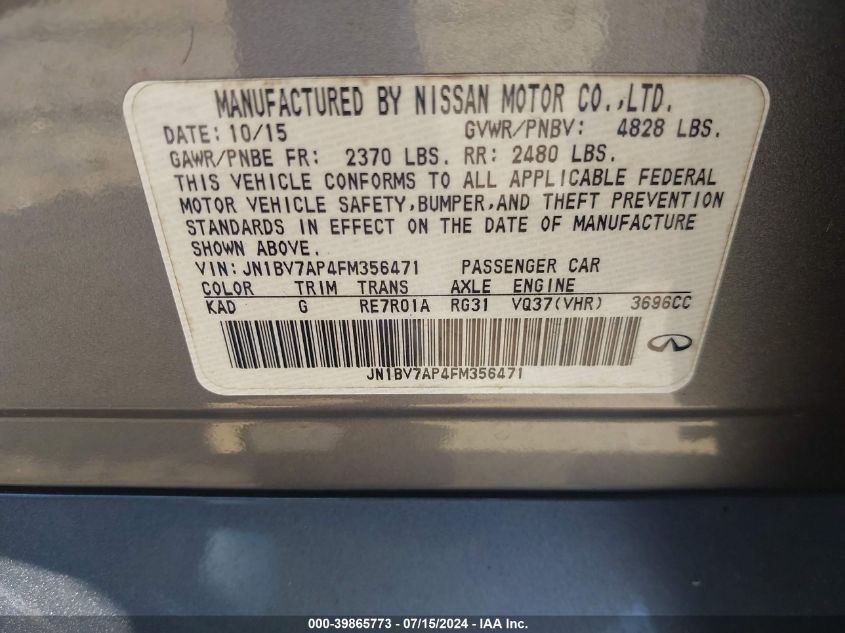 MANUFACTURED BY NISSAN MOTOR CO.,LTD.
DATE: 10/15 GVWR/PNBV: 4828 LBS.
GAWR/PNBE FR: 2370 LBS. RR: 2480 LBS.
THIS VEHICLE CONFORMS TO ALL APPLICABLE FEDERAL
MOTOR VEHICLE SAFETY,BUMPER,AND THEFT PREVENTION
STANDARDS IN EFFECT ON THE DATE OF MANUFACTURE
SHOWN ABOVE.
VIN: JN1BV7AP4FM356471 PASSENGER CAR
COLOR TRIM TRANS AXLE ENGINE
KAD G RE7R01A RG31 VQ37(VHR) 3696CC
JN1BV7AP4FM356471
000-39865773 - 07/15/2024 - IAA Inc.